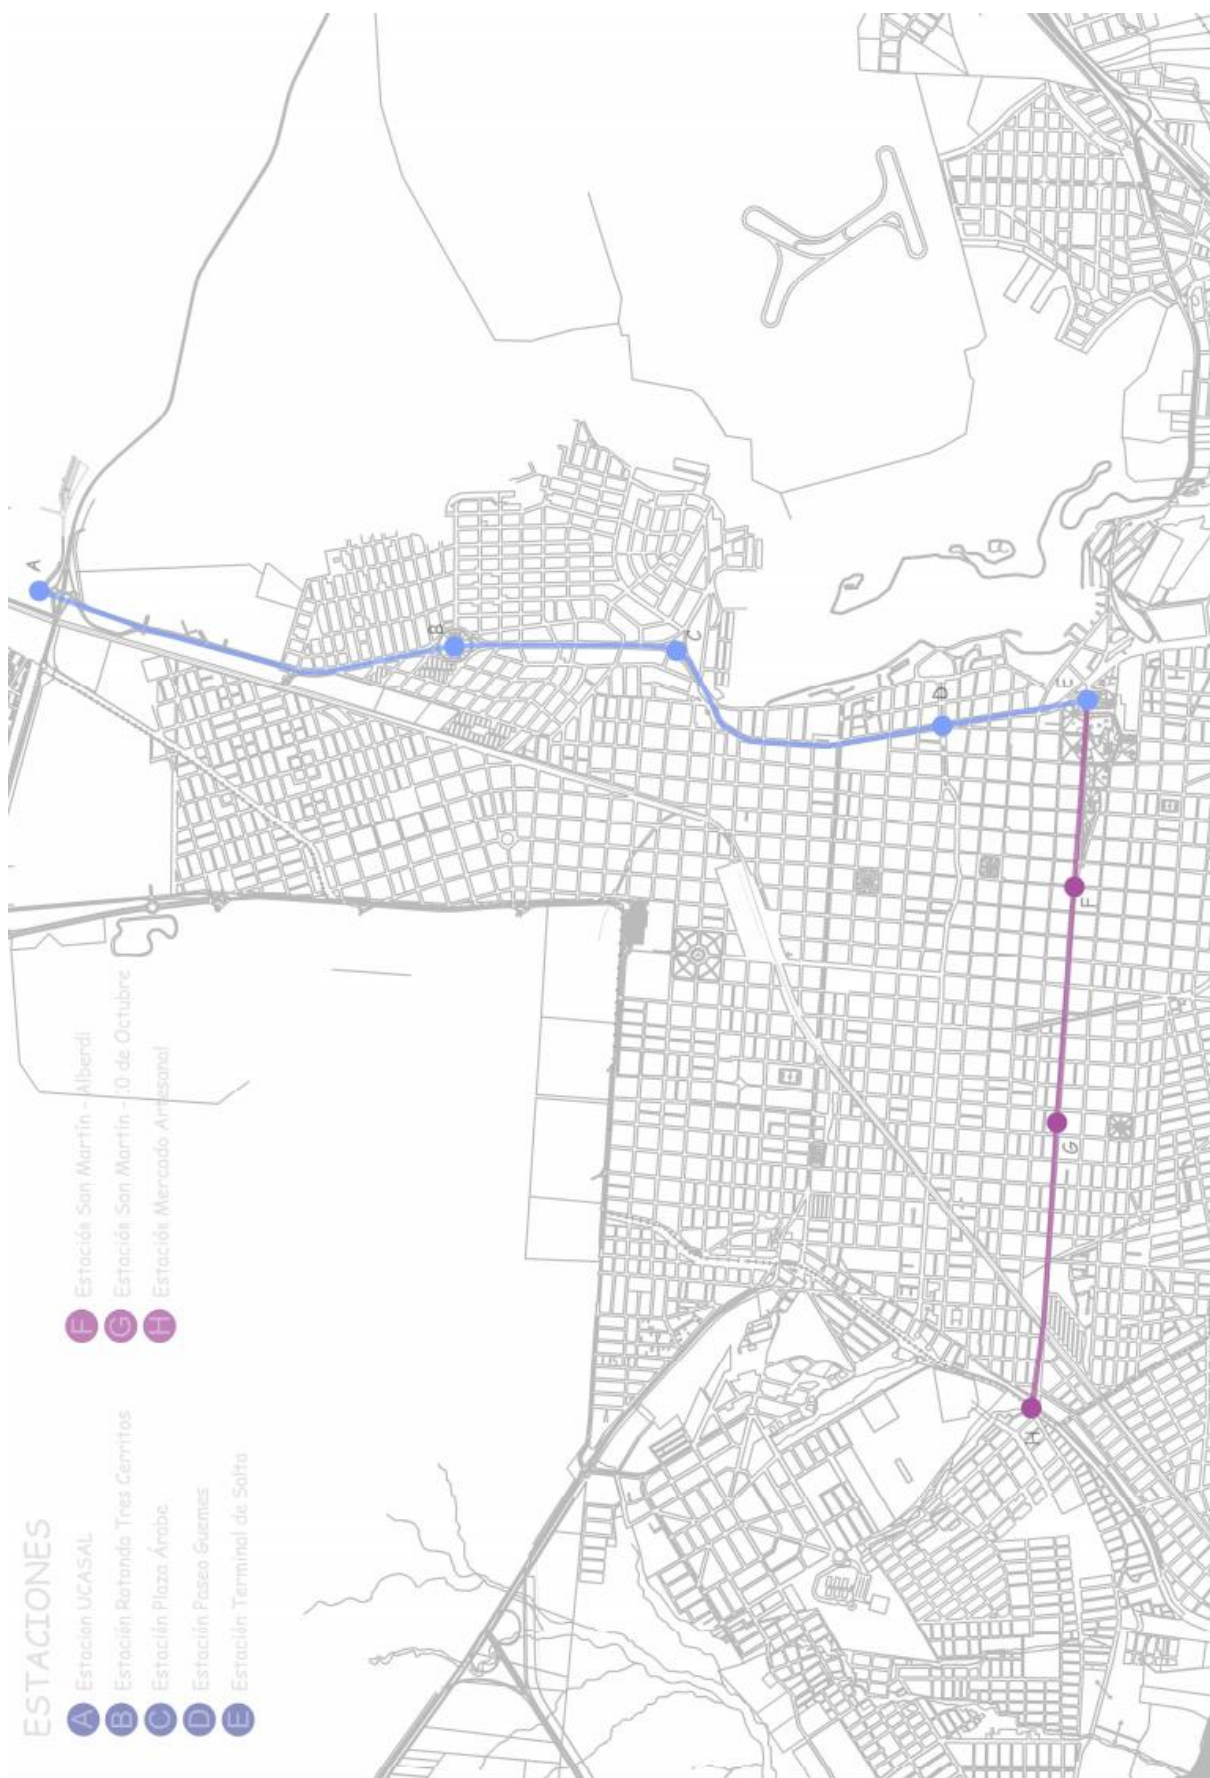 ESTACIONES
A Estacion UCASAL
B Estación Rotonda Tres Cerritos
C Estación Plaza Árabe
D Estación Paseo Guemes
E Estación Terminal de Salta
F Estación San Martín - Alberdi
G Estación San Martín - 10 de Octubre
H Estación Mercado Artesanal
A
B
C
D
E
F
G
H